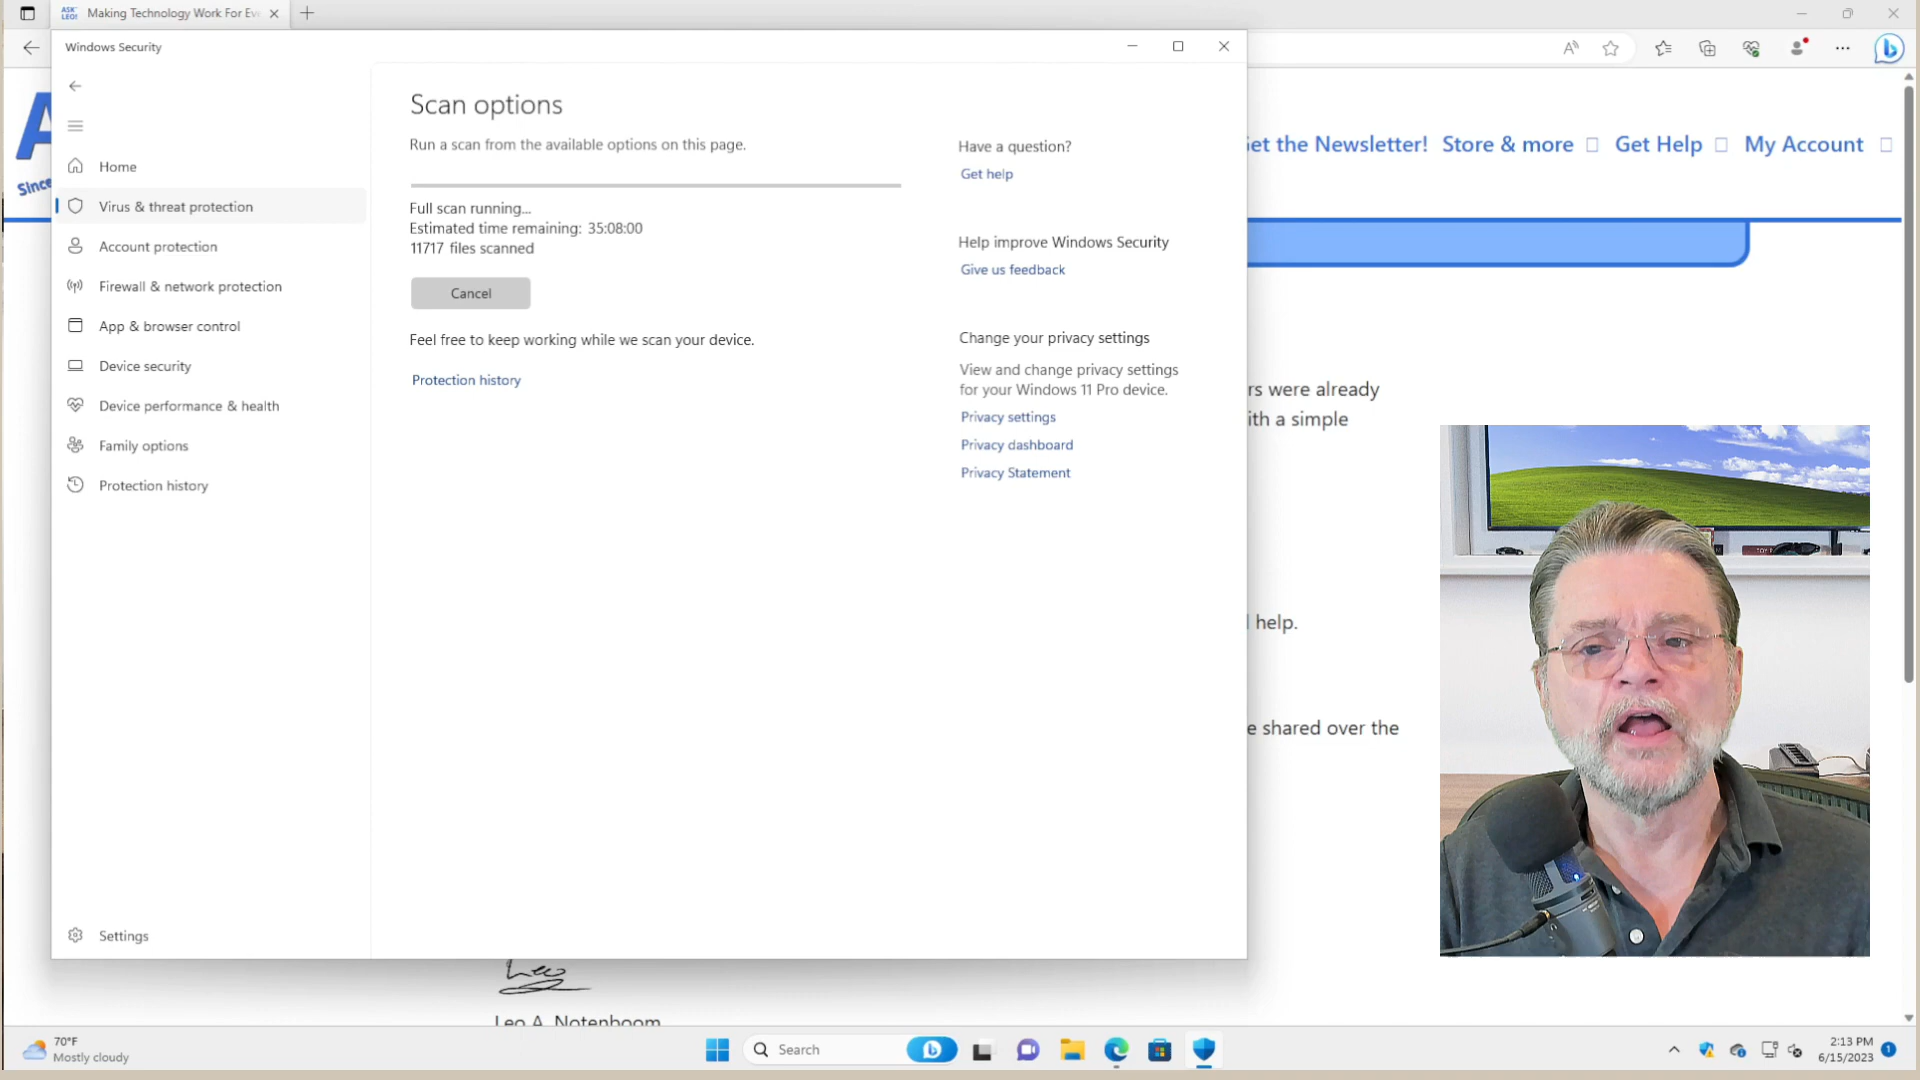 ASK LEO!
Making Technology Work For Eve
Windows Security
Scan options
Run a scan from the available options on this page.
Full scan running...
Estimated time remaining: 35:08:00
11717 files scanned
Cancel
Feel free to keep working while we scan your device.
Protection history
Home
Virus & threat protection
Account protection
Firewall & network protection
App & browser control
Device security
Device performance & health
Family options
Protection history
Settings
Have a question?
Get help
Help improve Windows Security
Give us feedback
Change your privacy settings
View and change privacy settings
for your Windows 11 Pro device.
Privacy settings
Privacy dashboard
Privacy Statement
A
Since
et the Newsletter! Store & more Get Help My Account
rs were already
ith a simple
help.
e shared over the
Leo
Leo A. Notenboom
70°F
Mostly cloudy
Search
2:13 PM
6/15/2023
1